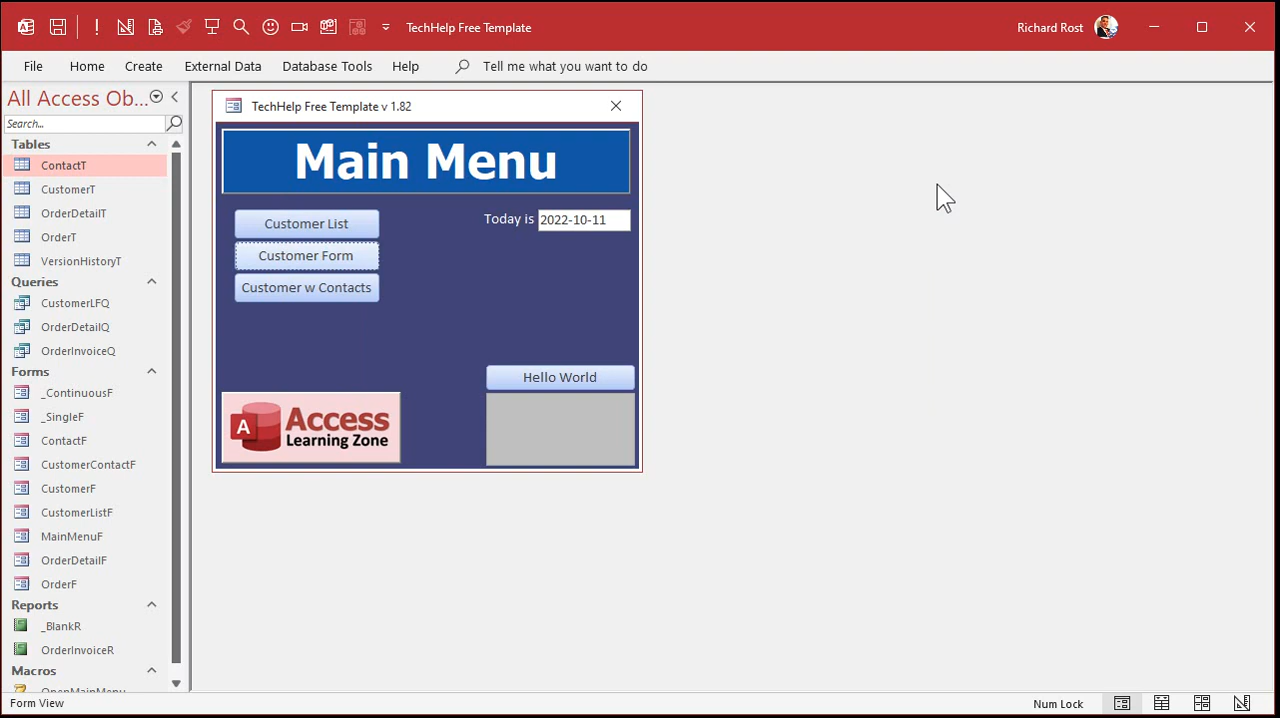 TechHelp Free Template
Richard Rost
File Home Create External Data Database Tools Help Tell me what you want to do
All Access Ob...
Search...
Tables
ContactT
CustomerT
OrderDetailT
OrderT
VersionHistoryT
Queries
CustomerLFQ
OrderDetailQ
OrderInvoiceQ
Forms
_ContinuousF
_SingleF
ContactF
CustomerContactF
CustomerF
CustomerListF
MainMenuF
OrderDetailF
OrderF
Reports
_BlankR
OrderInvoiceR
Macros
OpenMainMenu
TechHelp Free Template v 1.82
Main Menu
Customer List
Today is 2022-10-11
Customer Form
Customer w Contacts
Hello World
A Access
Learning Zone
Form View
Num Lock